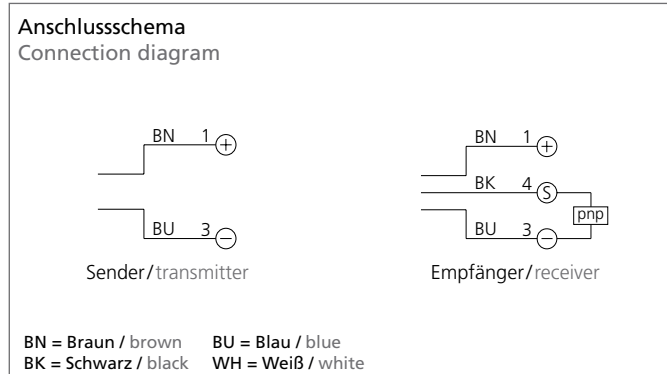 Anschlussschema
Connection diagram
BN 1 +
BU 3 −
Sender/transmitter
BN 1 +
BK 4 S
pnp
BU 3 −
Empfänger/receiver
BN = Braun / brown BU = Blau / blue
BK = Schwarz / black WH = Weiß / white